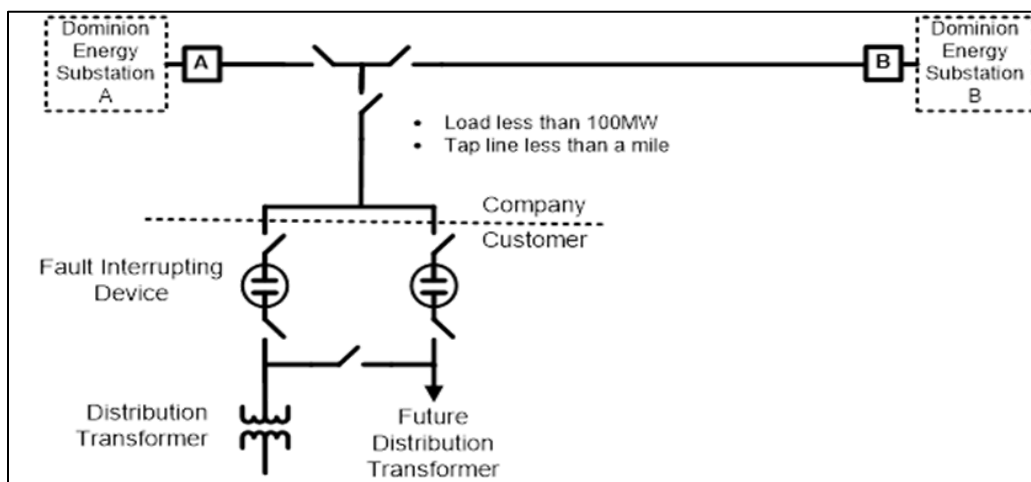 Dominion
Energy
Substation
A
A
B
Dominion
Energy
Substation
B
• Load less than 100MW
• Tap line less than a mile
Company
Customer
Fault Interrupting
Device
Distribution
Transformer
Future
Distribution
Transformer